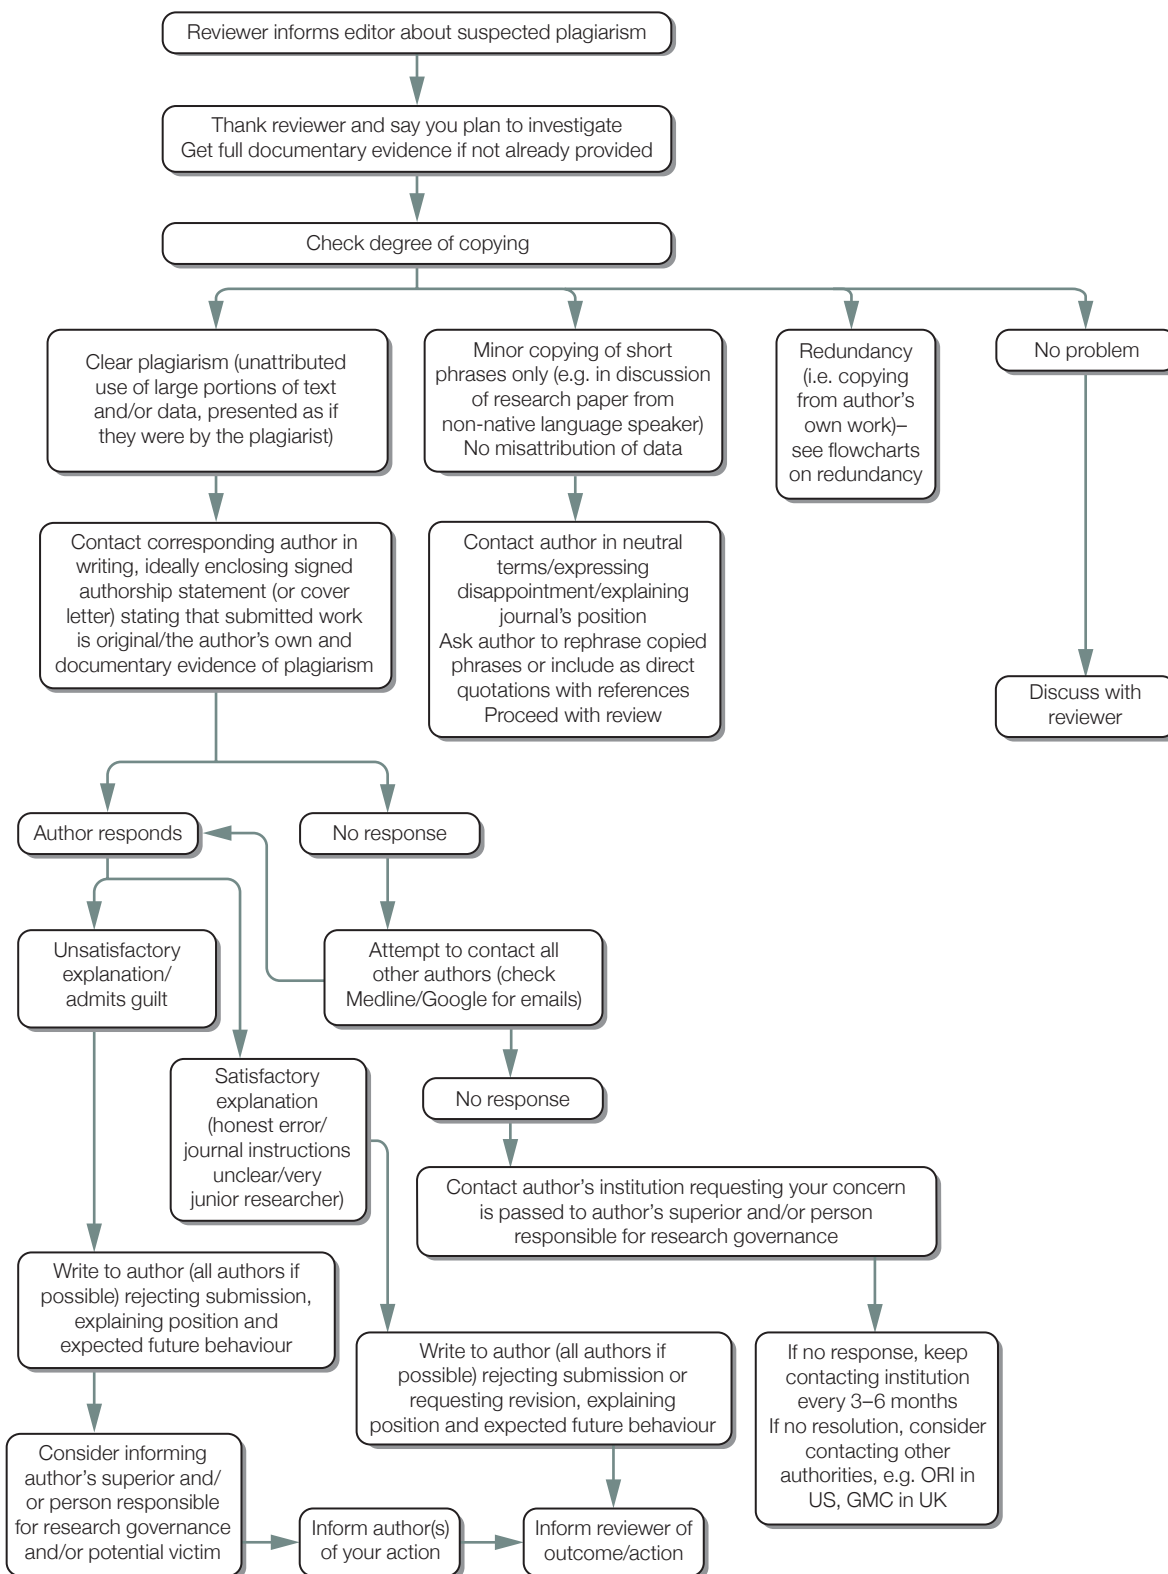 Reviewer informs editor about suspected plagiarism
Thank reviewer and say you plan to investigate
Get full documentary evidence if not already provided
Check degree of copying
Clear plagiarism (unattributed
use of large portions of text
and/or data, presented as if
they were by the plagiarist)
Minor copying of short
phrases only (e.g. in discussion
of research paper from
non-native language speaker)
No misattribution of data
Redundancy
(i.e. copying
from author's
own work)–
see flowcharts
on redundancy
No problem
Contact corresponding author in
writing, ideally enclosing signed
authorship statement (or cover
letter) stating that submitted work
is original/the author's own and
documentary evidence of plagiarism
Contact author in neutral
terms/expressing
disappointment/explaining
journal's position
Ask author to rephrase copied
phrases or include as direct
quotations with references
Proceed with review
Discuss with
reviewer
Author responds
No response
Unsatisfactory
explanation/
admits guilt
Attempt to contact all
other authors (check
Medline/Google for emails)
Satisfactory
explanation
(honest error/
journal instructions
unclear/very
junior researcher)
No response
Contact author's institution requesting your concern
is passed to author's superior and/or person
responsible for research governance
Write to author (all authors if
possible) rejecting submission,
explaining position and
expected future behaviour
Write to author (all authors if
possible) rejecting submission or
requesting revision, explaining
position and expected future behaviour
If no response, keep
contacting institution
every 3–6 months
If no resolution, consider
contacting other
authorities, e.g. ORI in
US, GMC in UK
Consider informing
author's superior and/
or person responsible
for research governance
and/or potential victim
Inform author(s)
of your action
Inform reviewer of
outcome/action